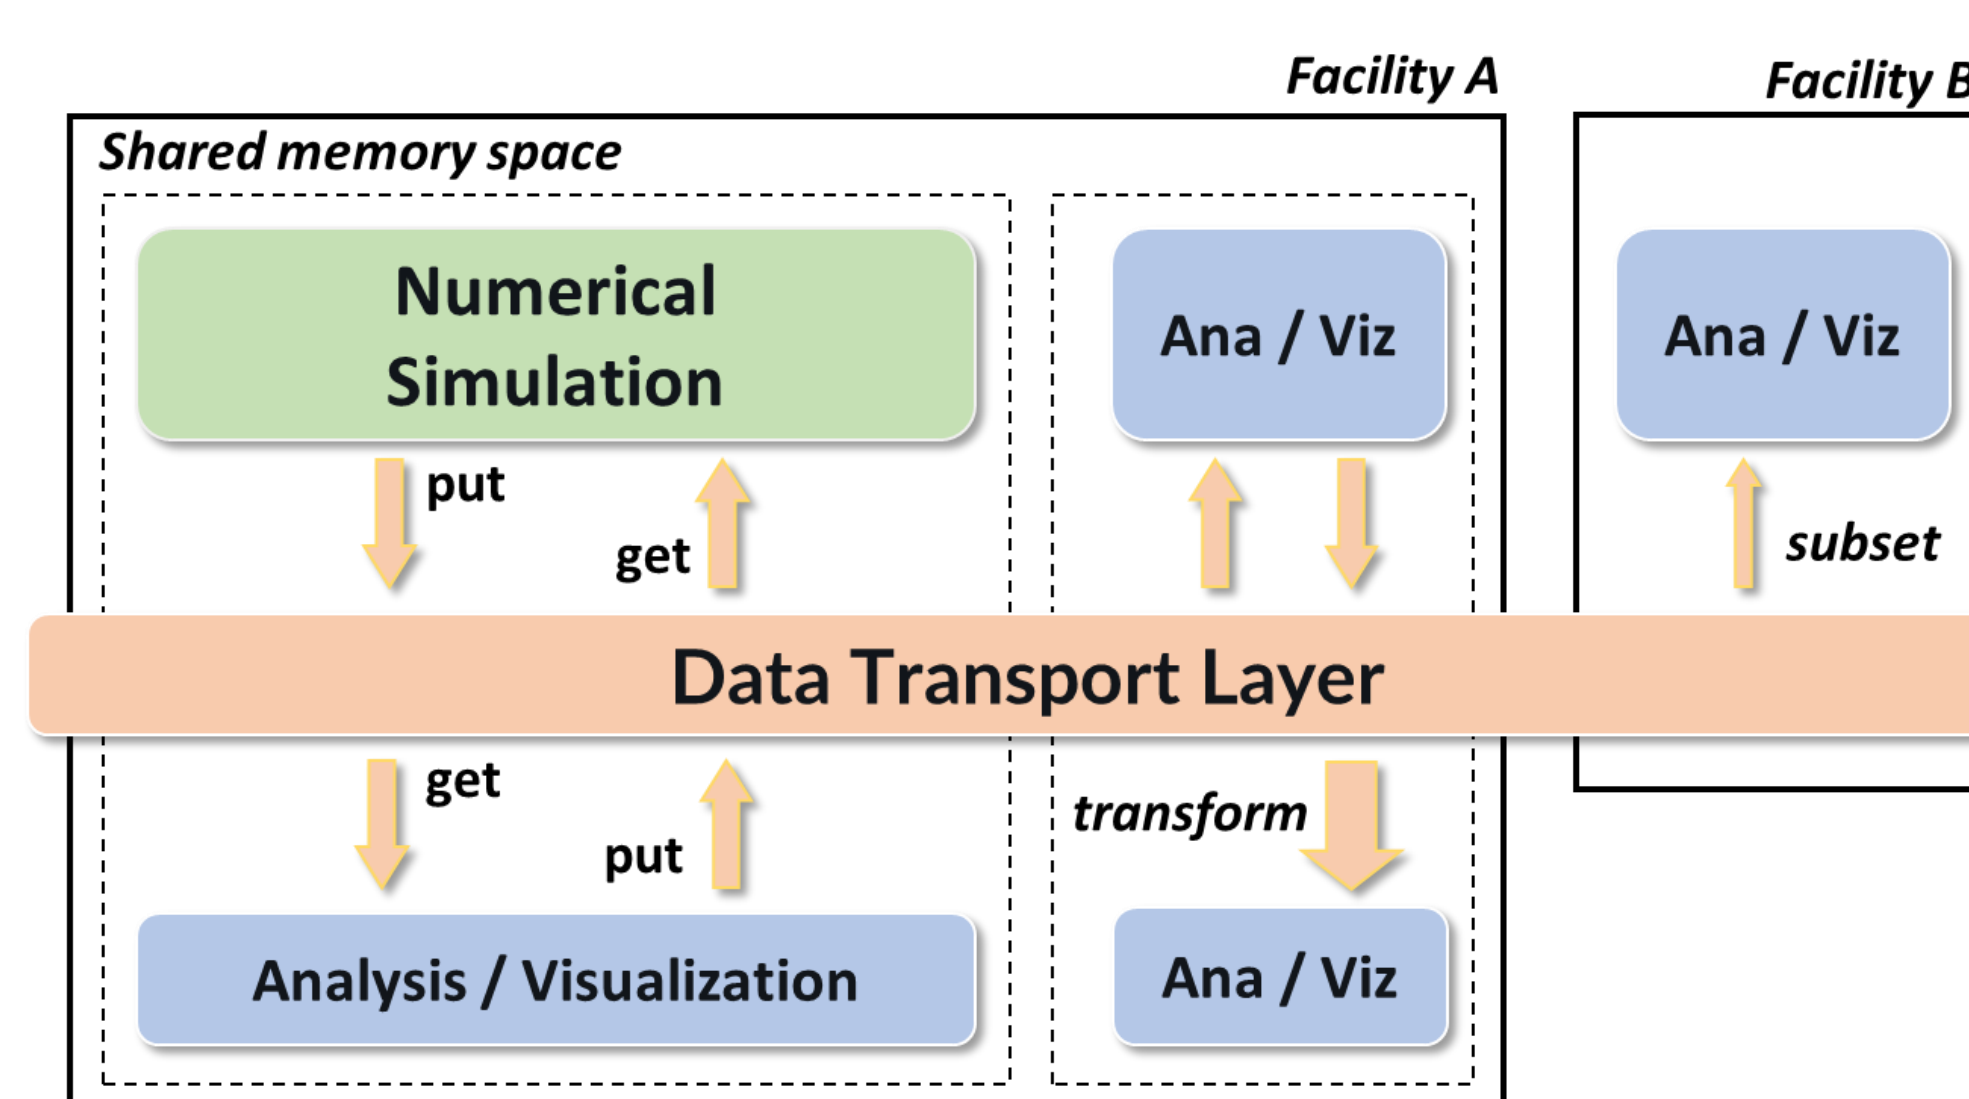 Facility A
Facility B
Shared memory space
Numerical
Simulation
Ana / Viz
Ana / Viz
put
get
subset
Data Transport Layer
get
put
transform
Analysis / Visualization
Ana / Viz